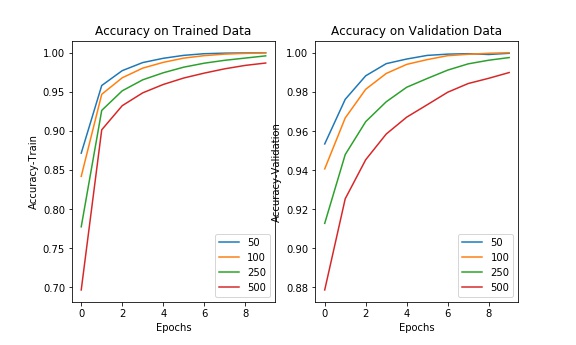 Accuracy on Trained Data
Accuracy-Train
1.00
0.95
0.90
0.85
0.80
0.75
0.70
50
100
250
500
0 2 4 6 8
Epochs
Accuracy on Validation Data
Accuracy-Validation
1.00
0.98
0.96
0.94
0.92
0.90
0.88
50
100
250
500
0 2 4 6 8
Epochs